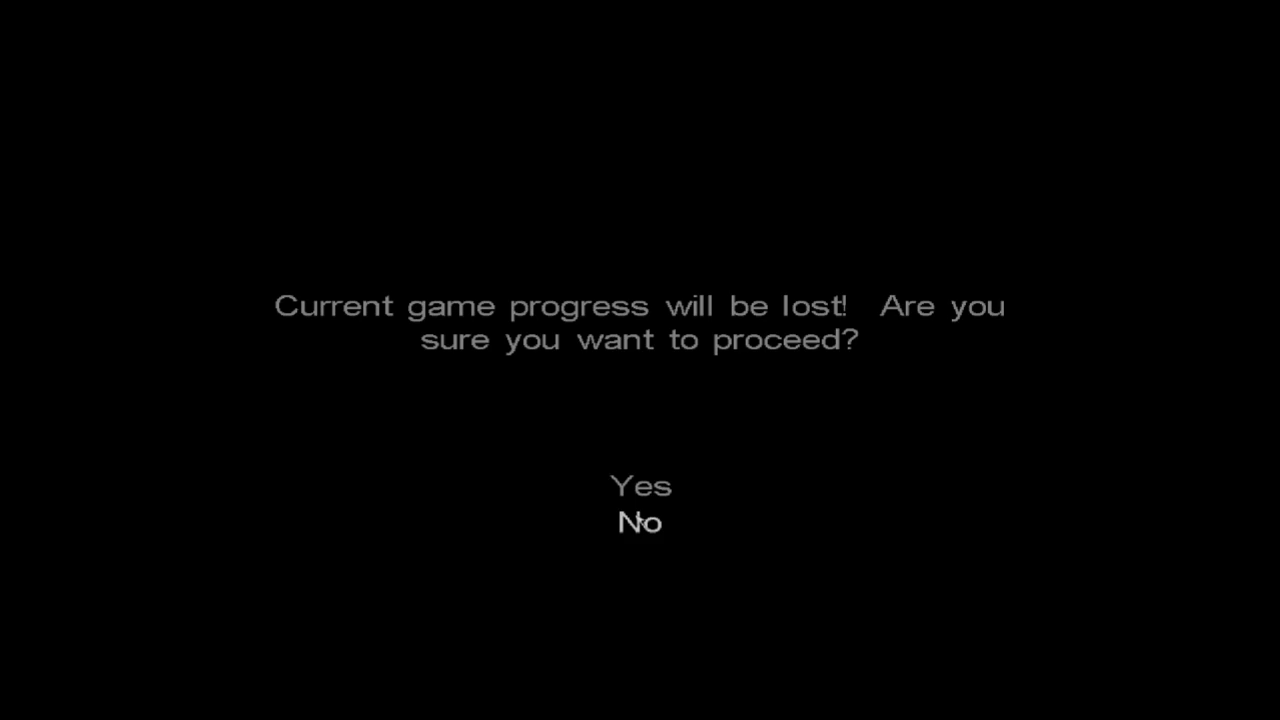 Current game progress will be lost! Are you
sure you want to proceed?
Yes
No